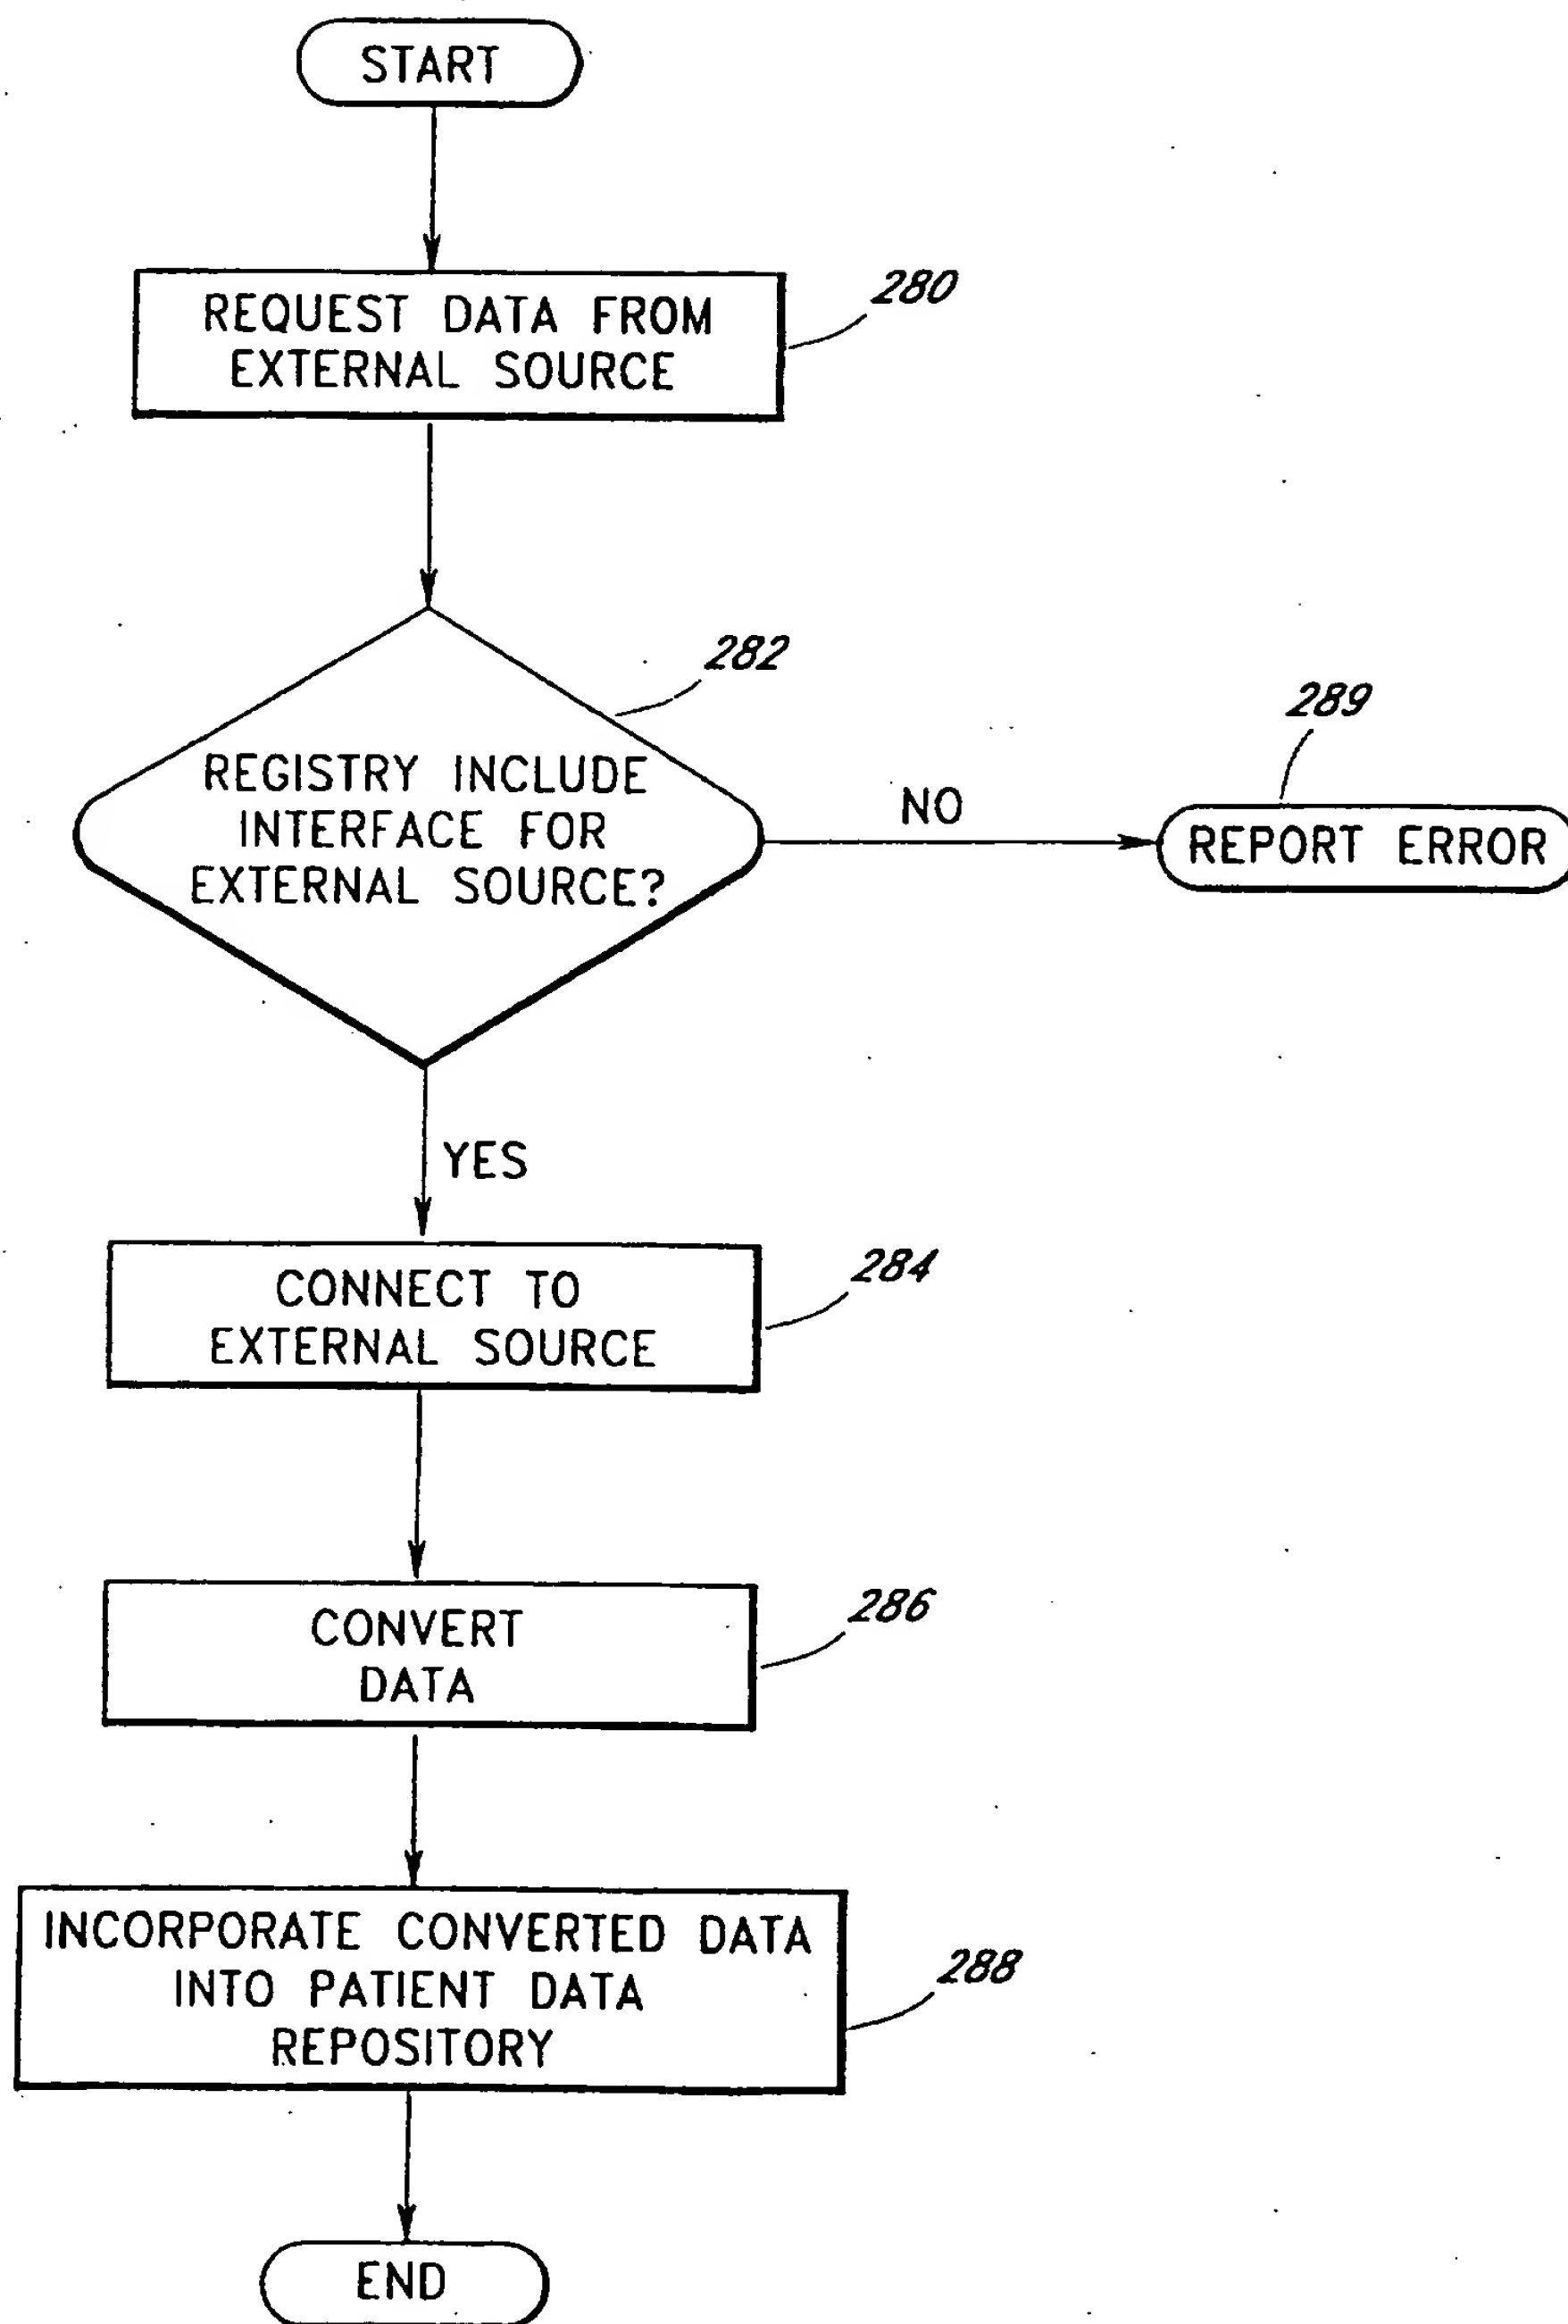 START
REQUEST DATA FROM
EXTERNAL SOURCE
280
282
REGISTRY INCLUDE
INTERFACE FOR
EXTERNAL SOURCE?
NO
289
REPORT ERROR
YES
CONNECT TO
EXTERNAL SOURCE
284
CONVERT
DATA
286
INCORPORATE CONVERTED DATA
INTO PATIENT DATA
REPOSITORY
288
END